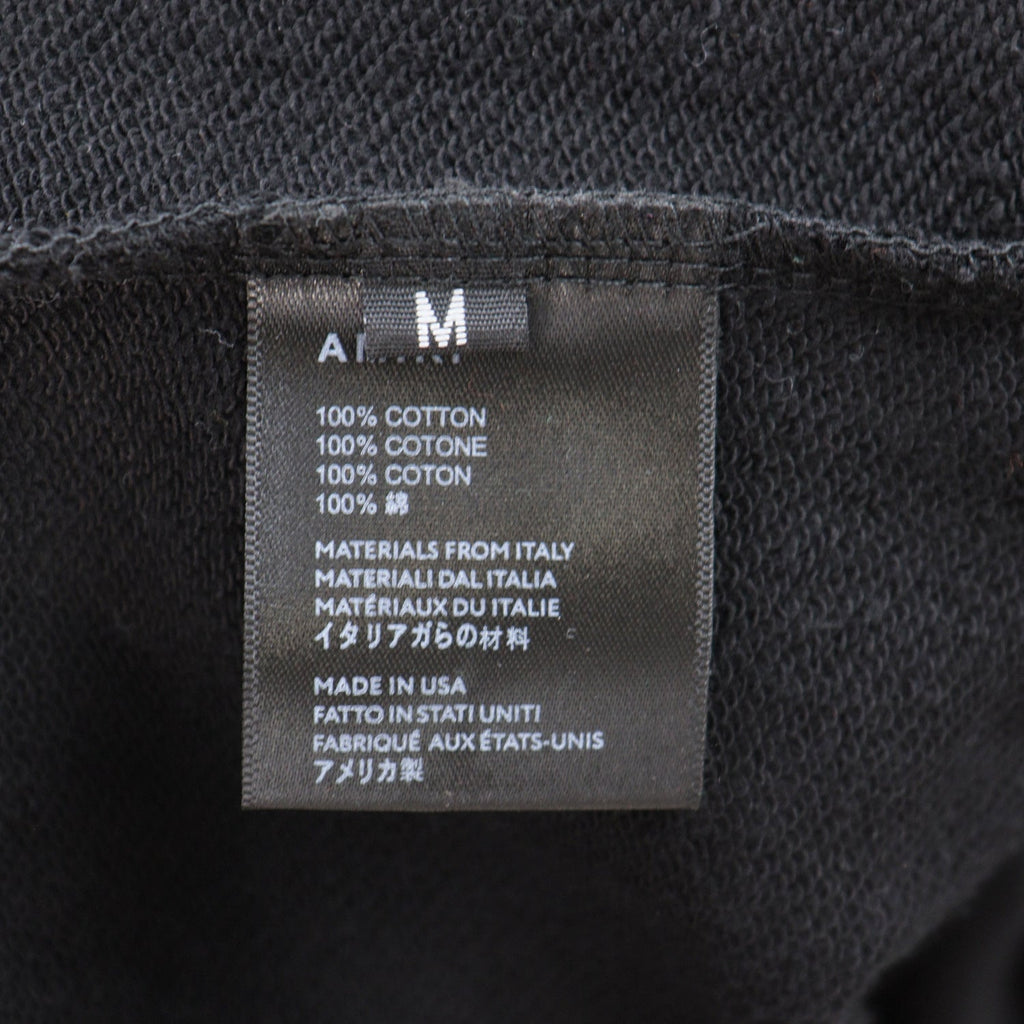 M
100% COTTON
100% COTONE
100% COTON
100% 綿
MATERIALS FROM ITALY
MATERIALI DAL ITALIA
MATÉRIAUX DU ITALIE
イタリアガらの材料
MADE IN USA
FATTO IN STATI UNITI
FABRIQUÉ AUX ÉTATS-UNIS
アメリカ製